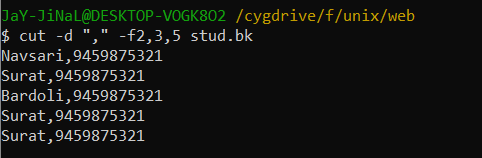 JaY-JiNaL@DESKTOP-VOGK8O2 /cygdrive/f/unix/web
$ cut -d "," -f2,3,5 stud.bk
Navsari,9459875321
Surat,9459875321
Bardoli,9459875321
Surat,9459875321
Surat,9459875321